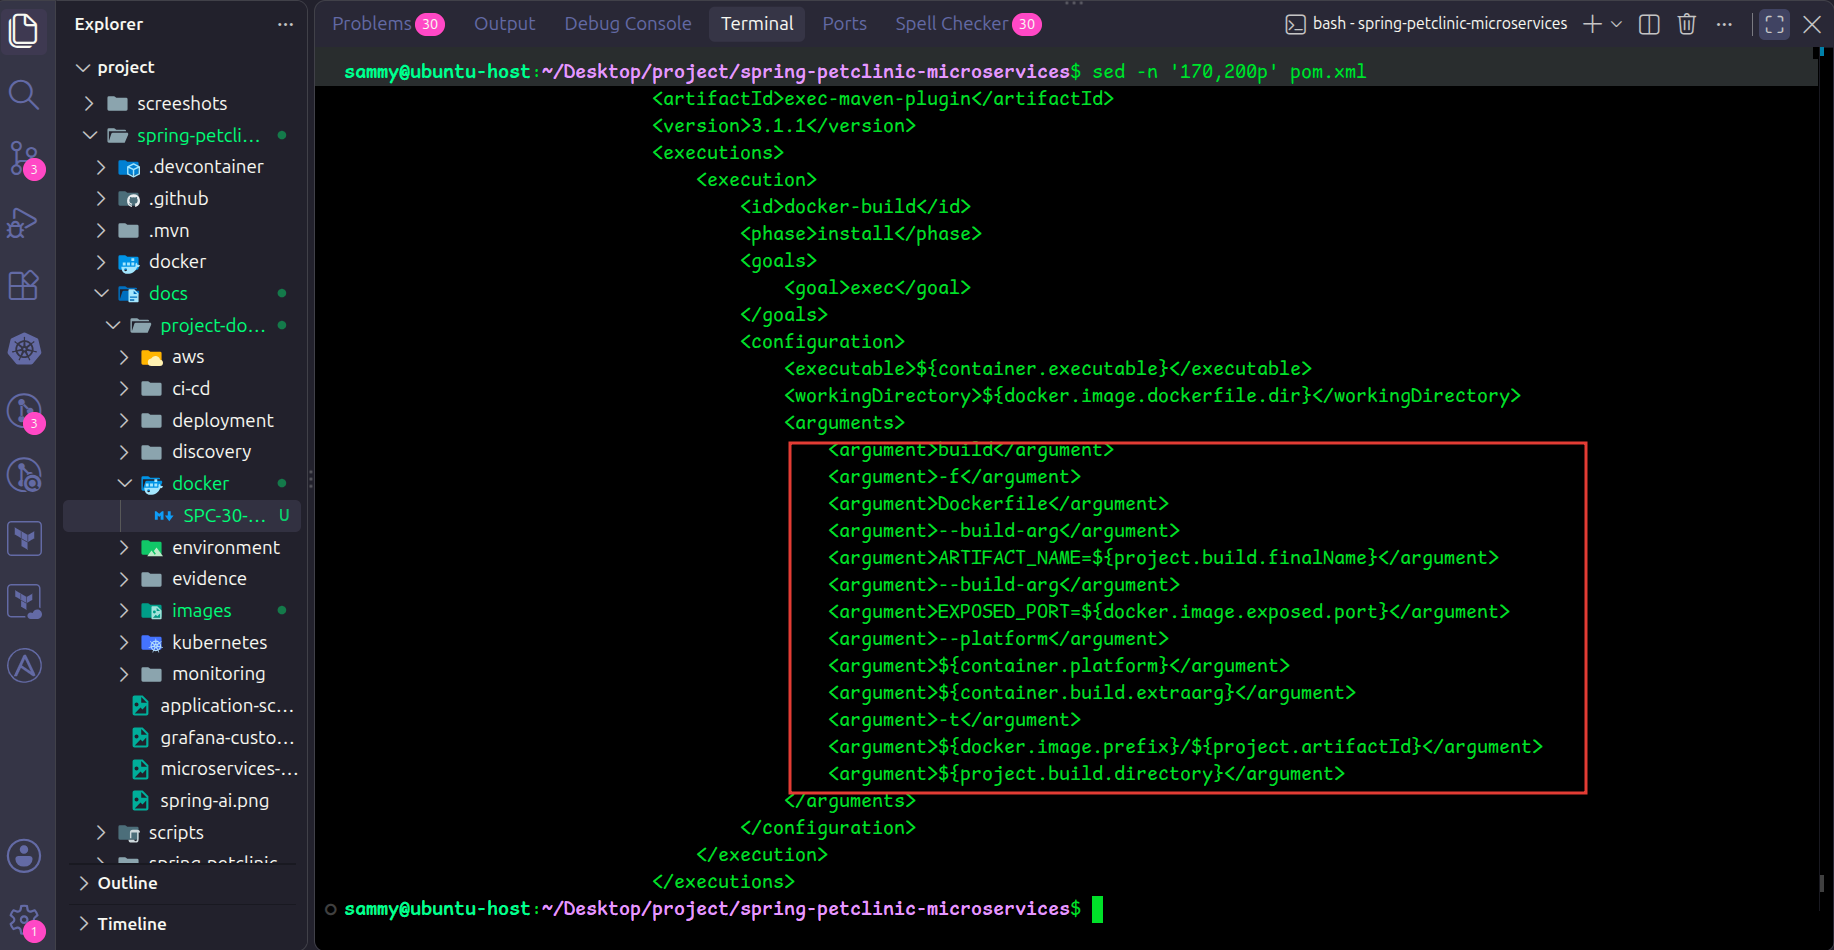 Explorer
project
screeshots
spring-petcli...
.devcontainer
.github
.mvn
docker
docs
project-do...
aws
ci-cd
deployment
discovery
docker
SPC-30-... U
environment
evidence
images
kubernetes
monitoring
application-sc...
grafana-custo...
microservices-...
spring-ai.png
scripts
Outline
Timeline
3
3
1
Problems 30 Output Debug Console Terminal Ports Spell Checker 30
bash - spring-petclinic-microservices
sammy@ubuntu-host:~/Desktop/project/spring-petclinic-microservices$ sed -n '170,200p' pom.xml
<artifactId>exec-maven-plugin</artifactId>
<version>3.1.1</version>
<executions>
<execution>
<id>docker-build</id>
<phase>install</phase>
<goals>
<goal>exec</goal>
</goals>
<configuration>
<executable>${container.executable}</executable>
<workingDirectory>${docker.image.dockerfile.dir}</workingDirectory>
<arguments>
<argument>build</argument>
<argument>-f</argument>
<argument>Dockerfile</argument>
<argument>--build-arg</argument>
<argument>ARTIFACT_NAME=${project.build.finalName}</argument>
<argument>--build-arg</argument>
<argument>EXPOSED_PORT=${docker.image.exposed.port}</argument>
<argument>--platform</argument>
<argument>${container.platform}</argument>
<argument>${container.build.extraarg}</argument>
<argument>-t</argument>
<argument>${docker.image.prefix}/${project.artifactId}</argument>
<argument>${project.build.directory}</argument>
</arguments>
</configuration>
</execution>
</executions>
sammy@ubuntu-host:~/Desktop/project/spring-petclinic-microservices$